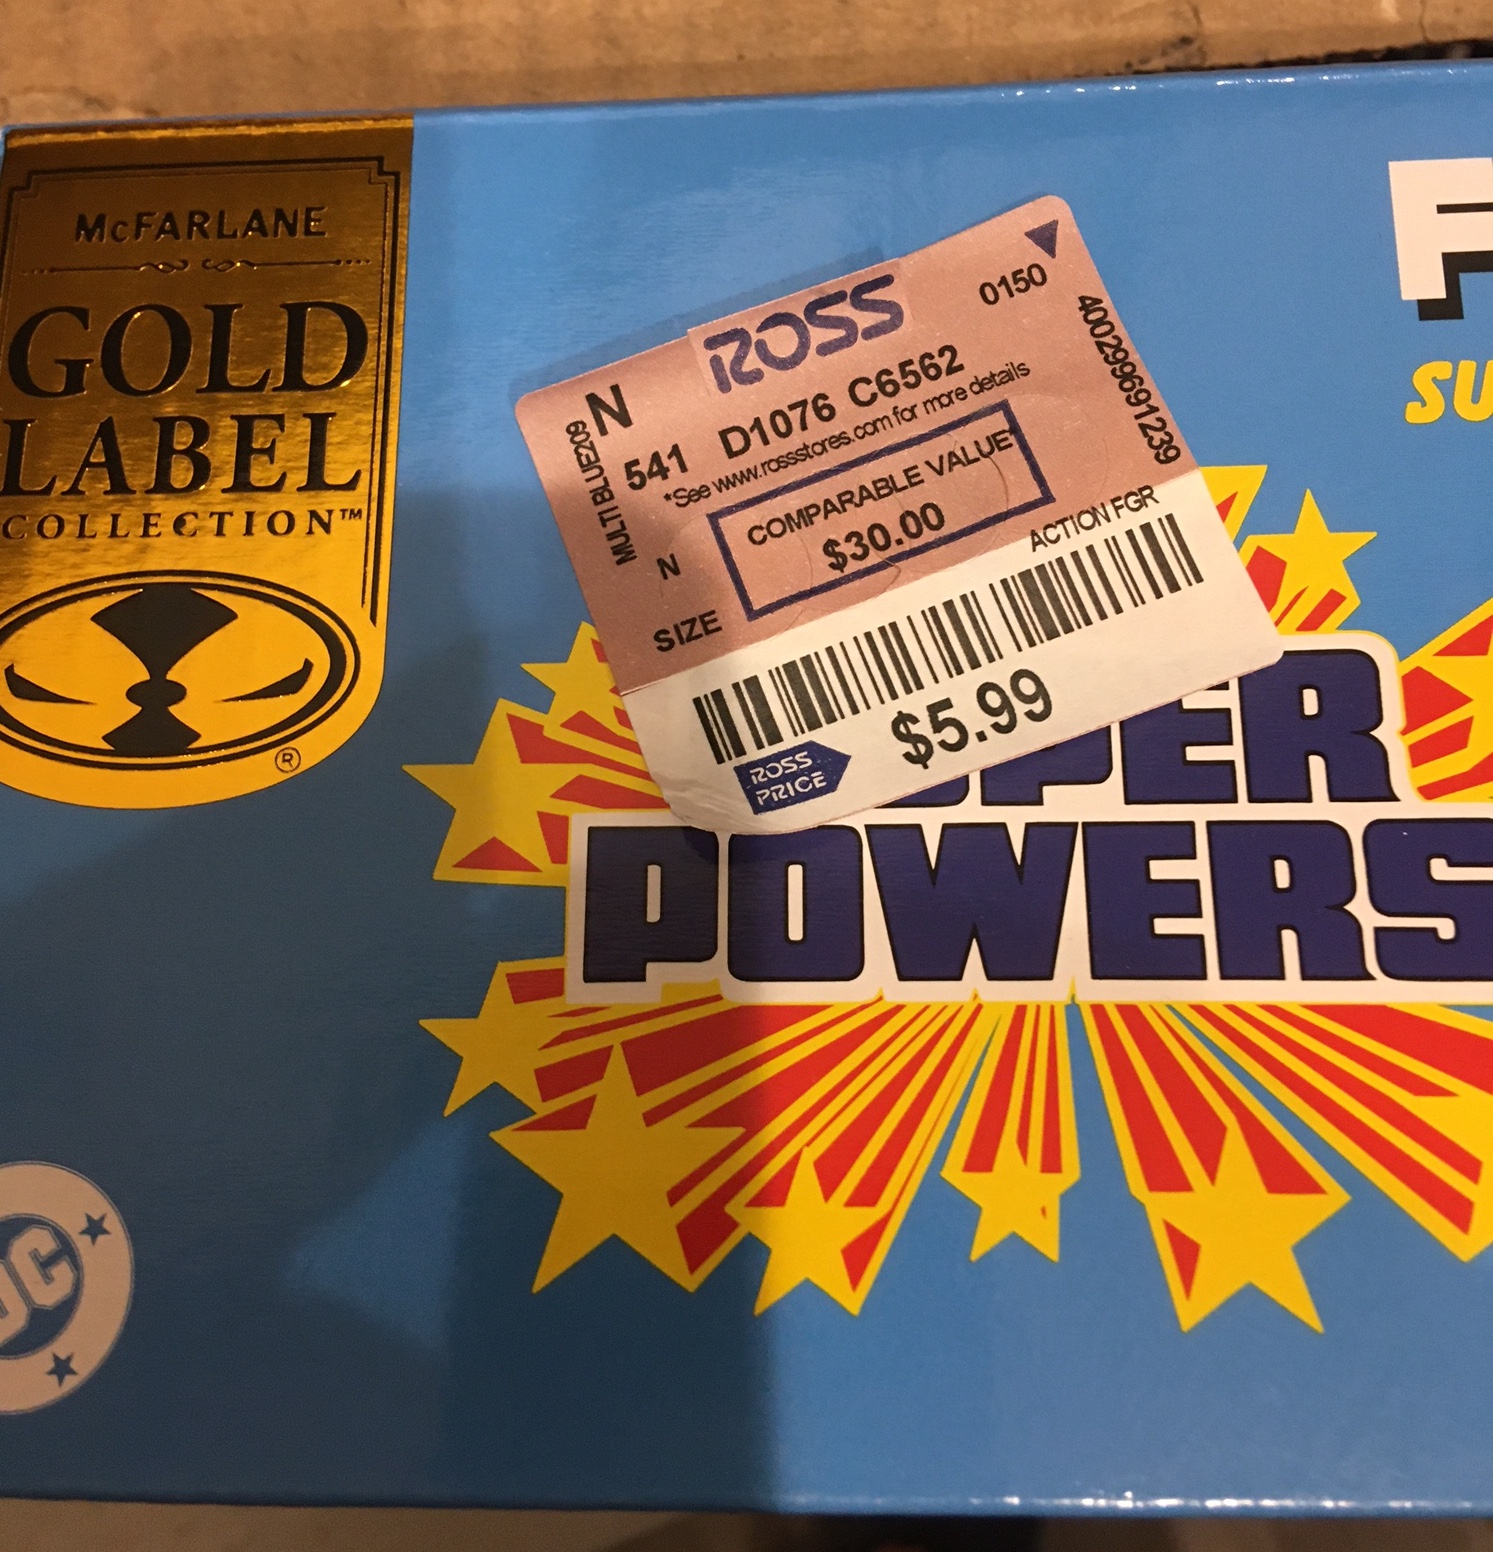 McFARLANE
GOLD
LABEL
COLLECTION™
®
ROSS
0150
400299691239
N
541 D1076 C6562
*See www.rossstores.com for more details
MULTI BLUE209
COMPARABLE VALUE
$30.00
N
SIZE
ACTION FGR
$5.99
ROSS
PRICE
POWERS
DC